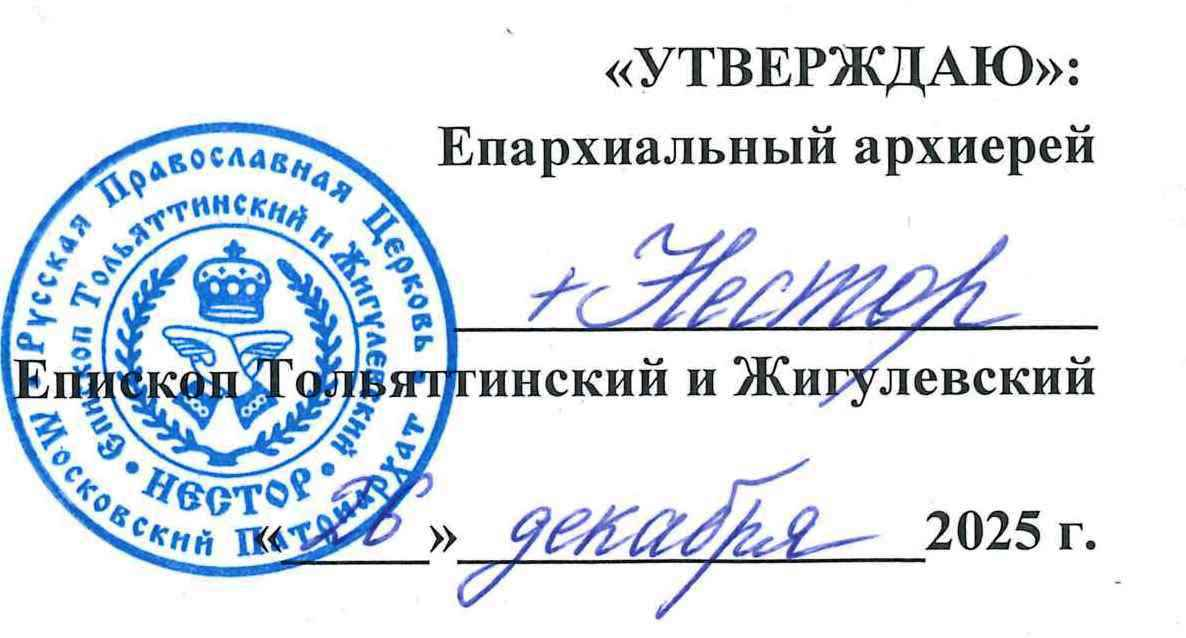 «УТВЕРЖДАЮ»:
Епархиальный архиерей
+ Нестор
Епископ Тольяттинский и Жигулевский
«26» декабря 2025 г.
Русская Православная Церковь
Московский Патриархат
Епископ Тольяттинский и Жигулевский
НЕСТОР